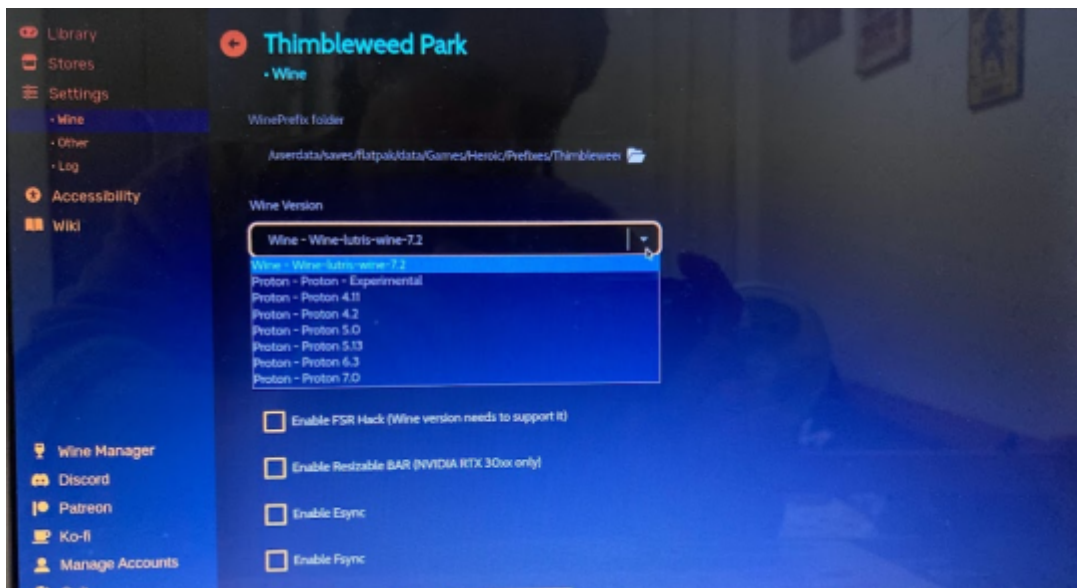 Library
Stores
Settings
• Wine
• Other
• Log
Accessibility
Wiki
Wine Manager
Discord
Patreon
Ko-fi
Manage Accounts
Thimbleweed Park
• Wine
WinePrefix folder
/userdata/saves/flatpak/data/Games/Heroic/Prefixes/Thimbleweed
Wine Version
Wine - Wine-lutris-wine-7.2
Wine - Wine-lutris-wine-7.2
Proton - Proton - Experimental
Proton - Proton 4.11
Proton - Proton 4.2
Proton - Proton 5.0
Proton - Proton 5.13
Proton - Proton 6.3
Proton - Proton 7.0
Enable FSR Hack (Wine version needs to support it)
Enable Resizable BAR (NVIDIA RTX 30xx only)
Enable Esync
Enable Fsync